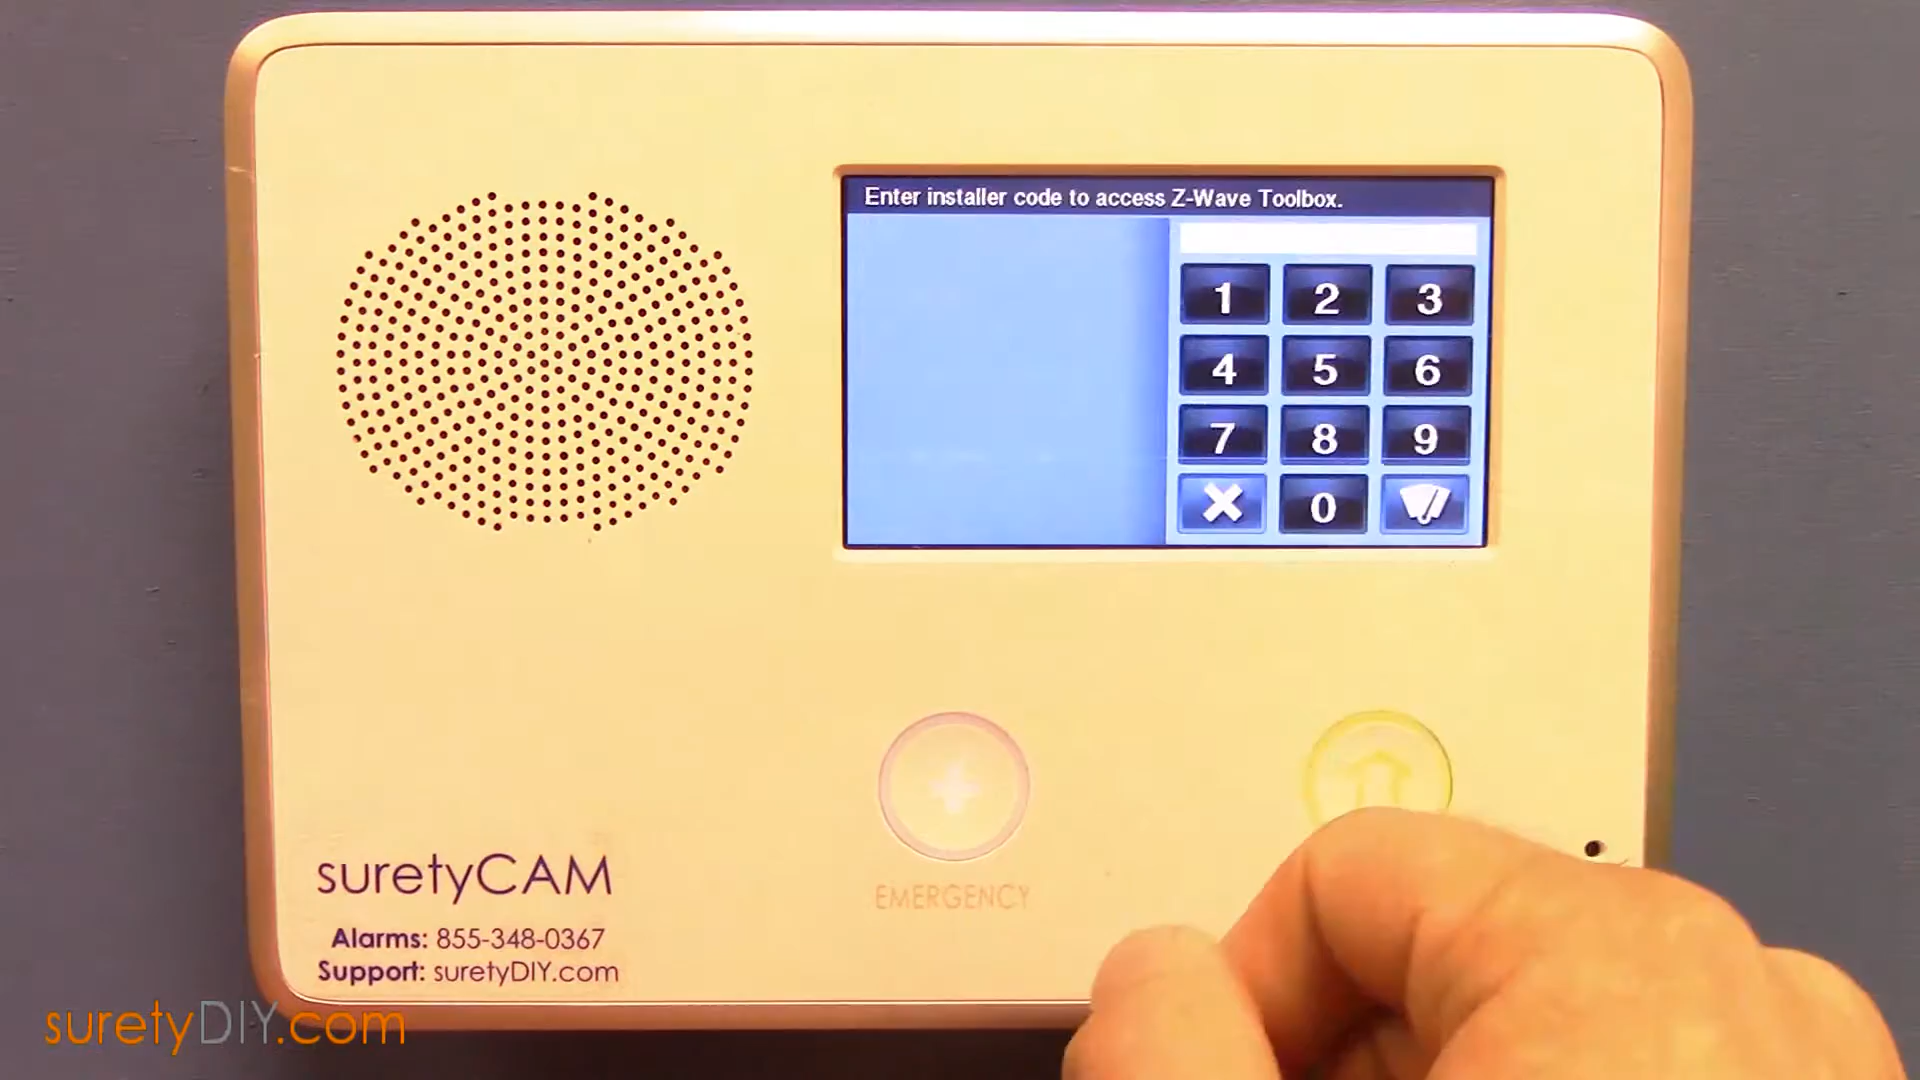 Enter installer code to access Z-Wave Toolbox.
1 2 3
4 5 6
7 8 9
0
EMERGENCY
suretyCAM
Alarms: 855-348-0367
Support: suretyDIY.com
suretyDIY.com